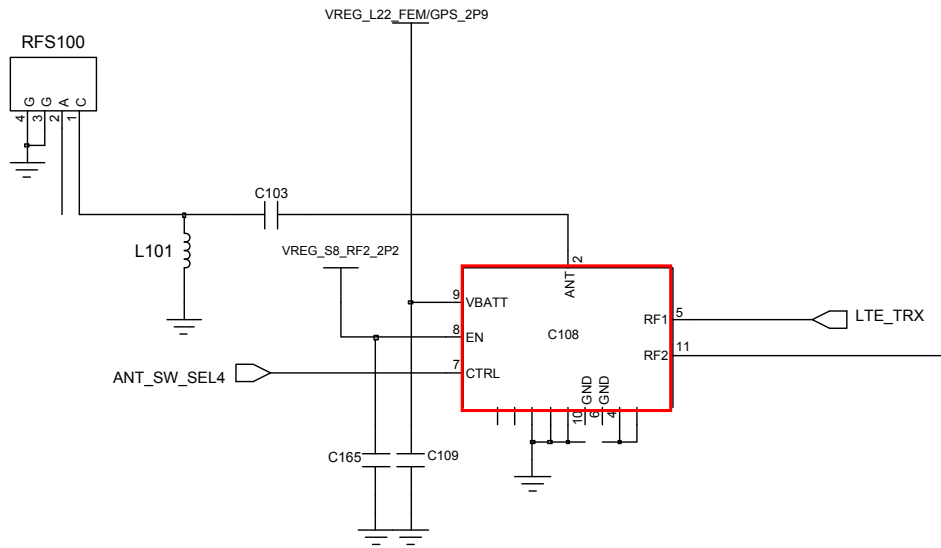 VREG_L22_FEM/GPS_2P9
RFS100
G G A C
4 3 2 1
C103
VREG_S8_RF2_2P2
L101
2
ANT
9 VBATT
8 EN
7 CTRL
C108
RF1 5
RF2 11
LTE_TRX
ANT_SW_SEL4
10 GND
6 GND
4
C165
C109